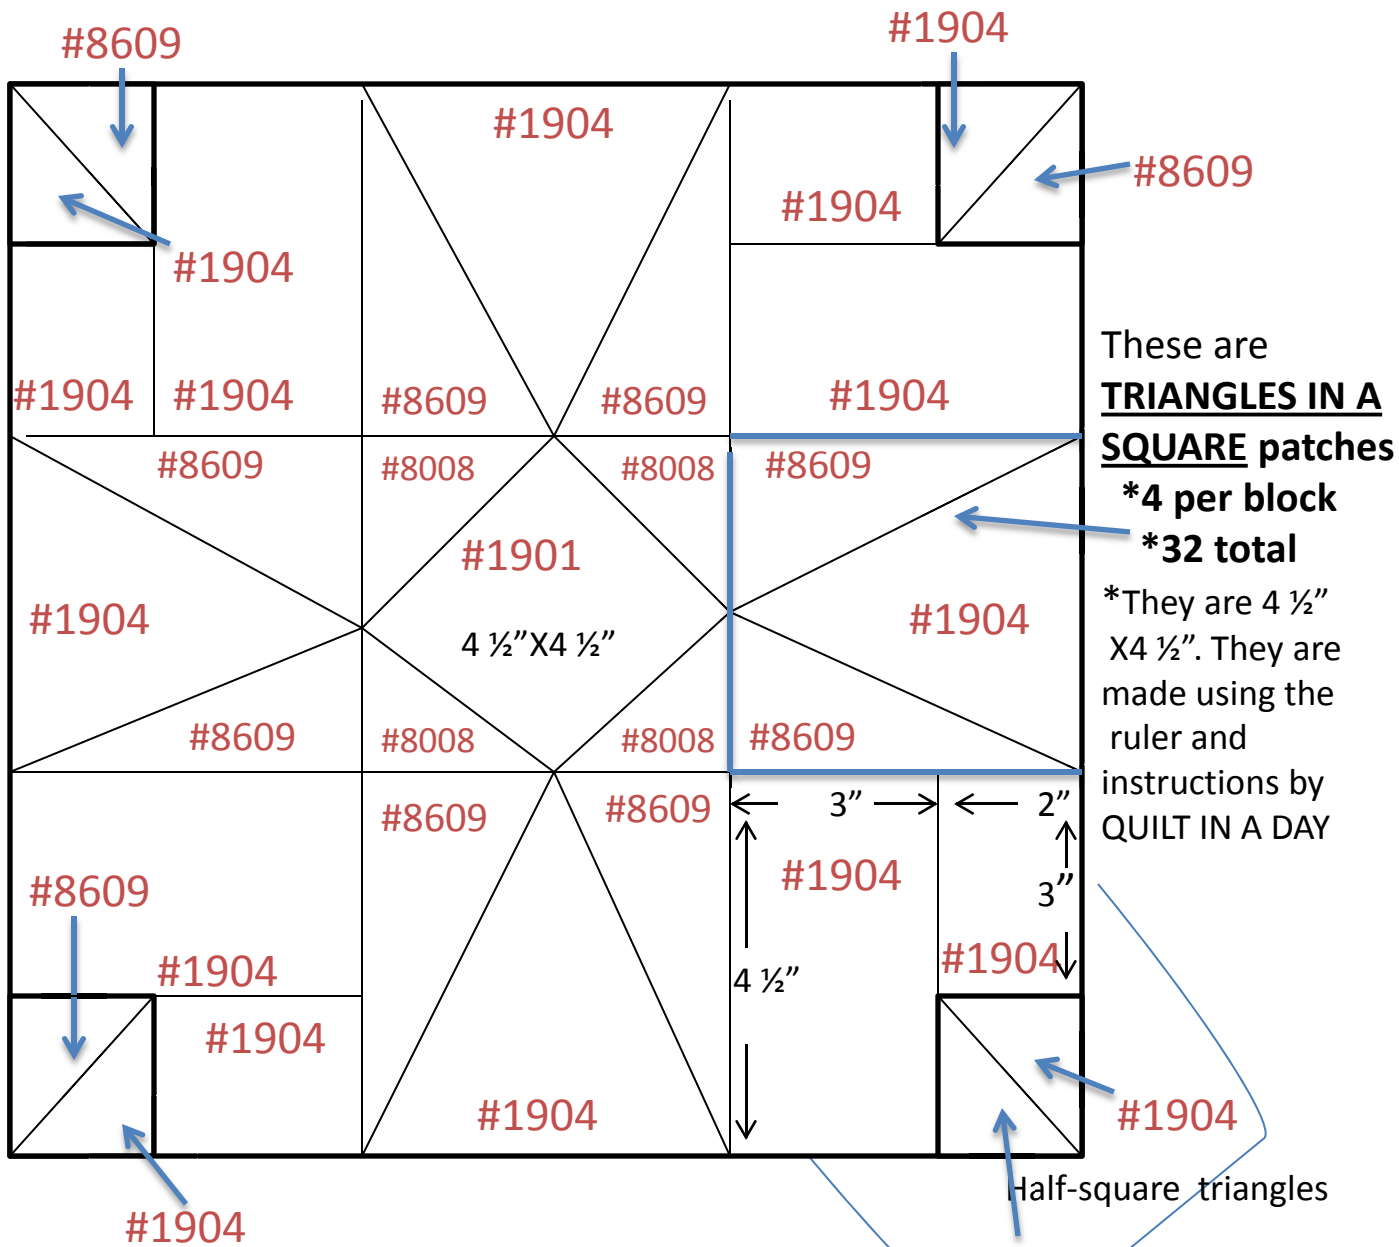 #8609
#1904
#1904
#8609
#1904
#1904
#1904 #1904 #8609 #8609 #1904
These are
TRIANGLES IN A
SQUARE patches
*4 per block
*32 total
*They are 4 ½”
X4 ½”. They are
made using the
ruler and
instructions by
QUILT IN A DAY
#8609 #8008 #8008 #8609
#1901
#1904 4 ½”X4 ½” #1904
#8609 #8008 #8008 #8609
#8609 #8609 3” 2”
#1904 3”
#8609
#1904 4 ½” #1904
#1904
#1904 #1904
#1904
Half-square triangles